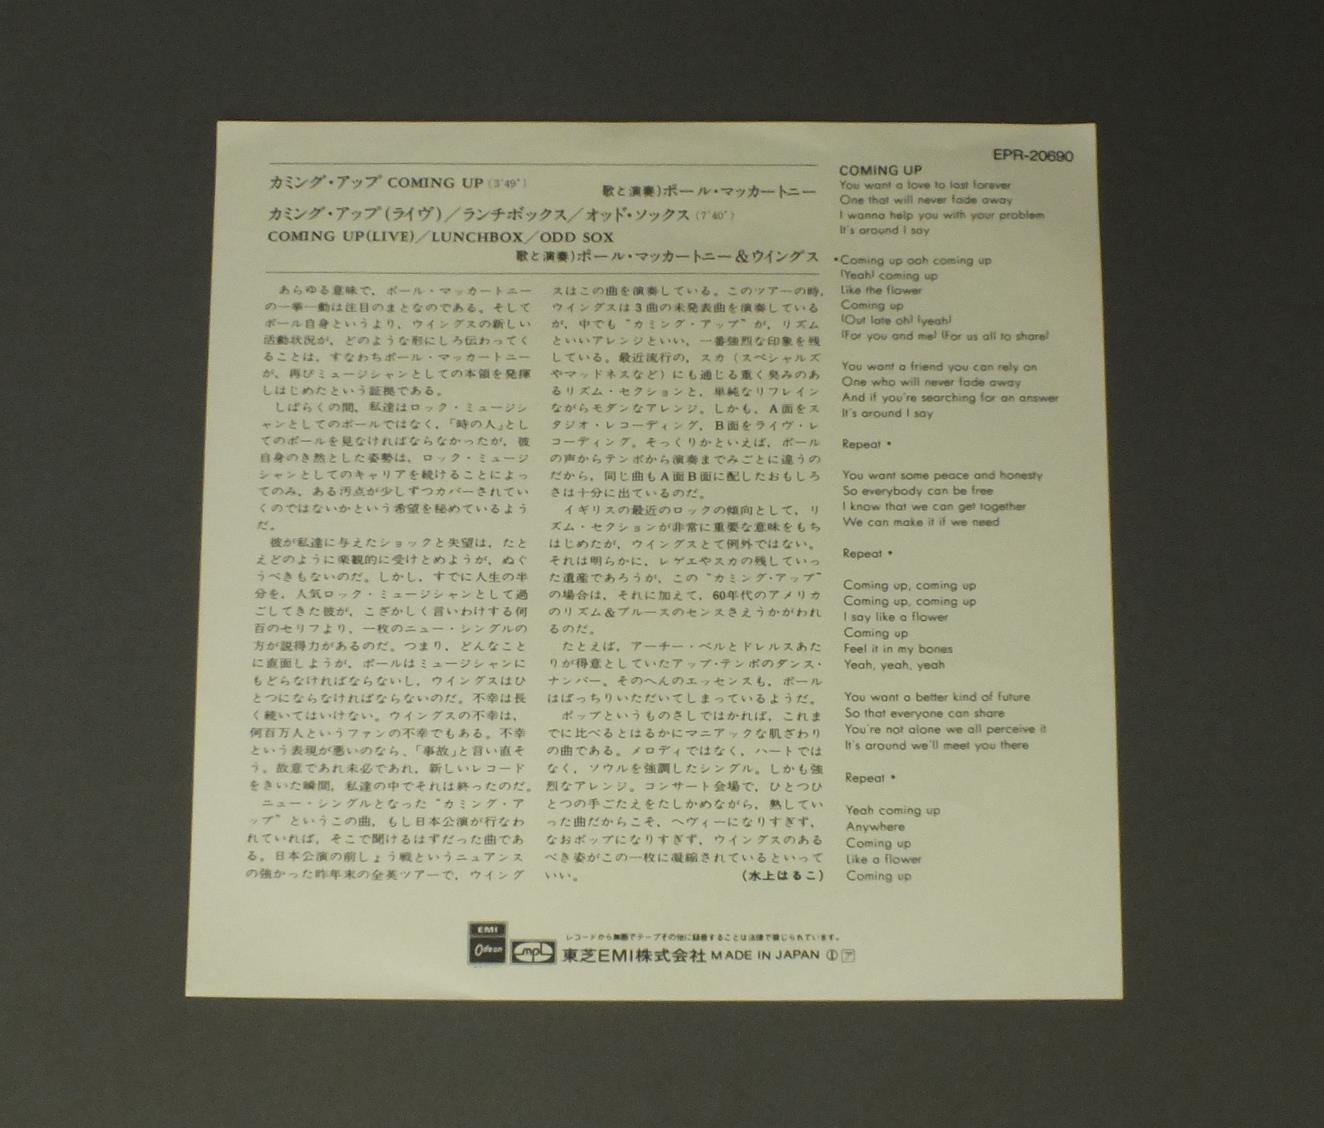 EPR-20690
カミング・アップ COMING UP (3'49")
歌と演奏)ポール・マッカートニー
カミング・アップ(ライヴ)／ランチボックス／オッド・ソックス (7'40")
COMING UP(LIVE)／LUNCHBOX／ODD SOX
歌と演奏)ポール・マッカートニー&ウイングス
あらゆる意味で、ポール・マッカートニー
の一挙一動は注目のまとなのである。そして
ポール自身というより、ウイングスの新しい
活動状況が、どのような形にしろ伝わってく
ることは、すなわちポール・マッカートニー
が、再びミュージシャンとしての本領を発揮
しはじめたという証拠である。
しばらくの間、私達はロック・ミュージシ
ャンとしてのポールではなく、「時の人」とし
てのポールを見なければならなかったが、彼
自身のき然とした姿勢は、ロック・ミュージ
シャンとしてのキャリアを続けることによっ
てのみ、ある汚点が少しずつカバーされてい
くのではないかという希望を秘めているよう
だ。
彼が私達に与えたショックと失望は、たと
えどのように楽観的に受けとめようが、ぬぐ
うべきもないのだ。しかし、すでに人生の半
分を、人気ロック・ミュージシャンとして過
ごしてきた彼が、こざかしく言いわけする何
百のセリフより、一枚のニュー・シングルの
方が説得力があるのだ。つまり、どんなこと
に直面しようが、ポールはミュージシャンに
もどらなければならないし、ウイングスはひ
とつにならなければならないのだ。不幸は長
く続いてはいけない。ウイングスの不幸は、
何百万人というファンの不幸でもある。不幸
という表現が悪いのなら、「事故」と言い直そ
う。故意であれ未必であれ、新しいレコード
をきいた瞬間、私達の中でそれは終ったのだ。
ニュー・シングルとなった“カミング・ア
ップ”というこの曲、もし日本公演が行なわ
れていれば、そこで聞けるはずだった曲であ
る。日本公演の前しょう戦というニュアンス
の強かった昨年末の全英ツアーで、ウイング
スはこの曲を演奏している。このツアーの時、
ウイングスは3曲の未発表曲を演奏している
が、中でも“カミング・アップ”が、リズム
といいアレンジといい、一番強烈な印象を残
している。最近流行の、スカ(スペシャルズ
やマッドネスなど)にも通じる重く臭みのあ
るリズム・セクションと、単純なリフレイン
ながらモダンなアレンジ。しかも、A面をス
タジオ・レコーディング、B面をライヴ・レ
コーディング。そっくりかといえば、ポール
の声からテンポから演奏までみごとに違うの
だから、同じ曲もA面B面に配したおもしろ
さは十分に出ているのだ。
イギリスの最近のロックの傾向として、リ
ズム・セクションが非常に重要な意味をもち
はじめたが、ウイングスとて例外ではない。
それは明らかに、レゲエやスカの残していっ
た遺産であろうが、この“カミング・アップ”
の場合は、それに加えて、60年代のアメリカ
のリズム&ブルースのセンスさえうかがわれ
るのだ。
たとえば、アーチー・ベルとドレルスあた
りが得意としていたアップ・テンポのダンス・
ナンバー。そのへんのエッセンスも、ポール
はばっちりいただいてしまっているようだ。
ポップというものさしではかれば、これま
でに比べるとはるかにマニアックな肌ざわり
の曲である。メロディではなく、ハートでは
なく、ソウルを強調したシングル。しかも強
烈なアレンジ。コンサート会場で、ひとつひ
とつの手ごたえをたしかめながら、熟してい
った曲だからこそ、ヘヴィーになりすぎず、
なおポップになりすぎず、ウイングスのある
べき姿がこの一枚に凝縮されているといって
いい。 (水上はるこ)
COMING UP
You want a love to last forever
One that will never fade away
I wanna help you with your problem
It's around I say
*Coming up ooh coming up
(Yeah) coming up
Like the flower
Coming up
(Out late oh) (yeah)
(For you and me) (For us all to share)
You want a friend you can rely on
One who will never fade away
And if you're searching for an answer
It's around I say
Repeat *
You want some peace and honesty
So everybody can be free
I know that we can get together
We can make it if we need
Repeat *
Coming up, coming up
Coming up, coming up
I say like a flower
Coming up
Feel it in my bones
Yeah, yeah, yeah
You want a better kind of future
So that everyone can share
You're not alone we all perceive it
It's around we'll meet you there
Repeat *
Yeah coming up
Anywhere
Coming up
Like a flower
Coming up
EMI
Odeon
mpl
レコードから無断でテープその他に録音することは法律で禁じられています。
東芝EMI株式会社 MADE IN JAPAN ① ア